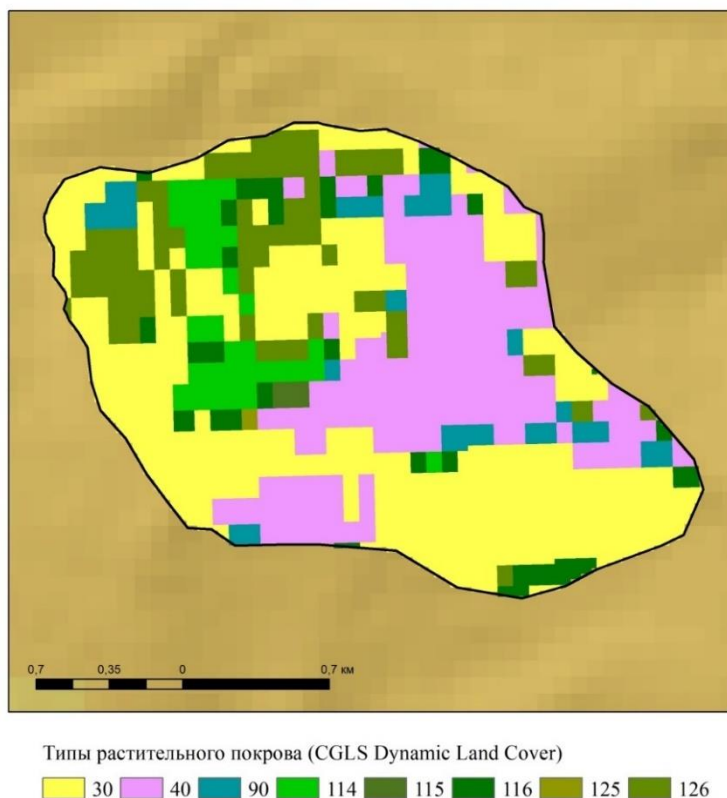 0,7 0,35 0 0,7 км
Типы растительного покрова (CGLS Dynamic Land Cover)
30 40 90 114 115 116 125 126